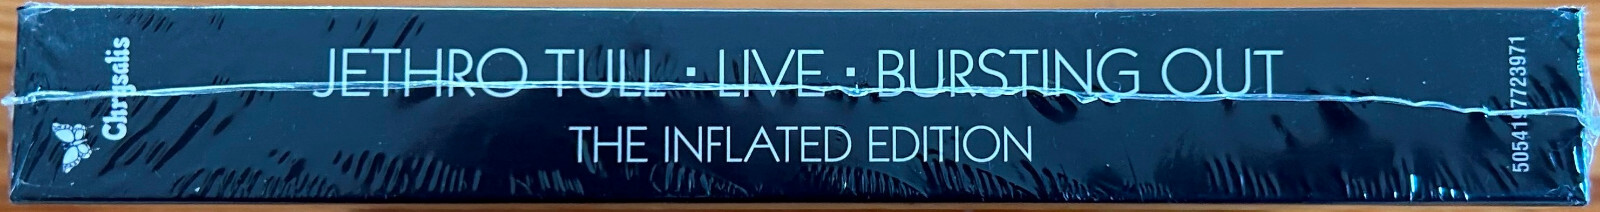 Chrysalis
JETHRO TULL · LIVE · BURSTING OUT
THE INFLATED EDITION
5054197723971